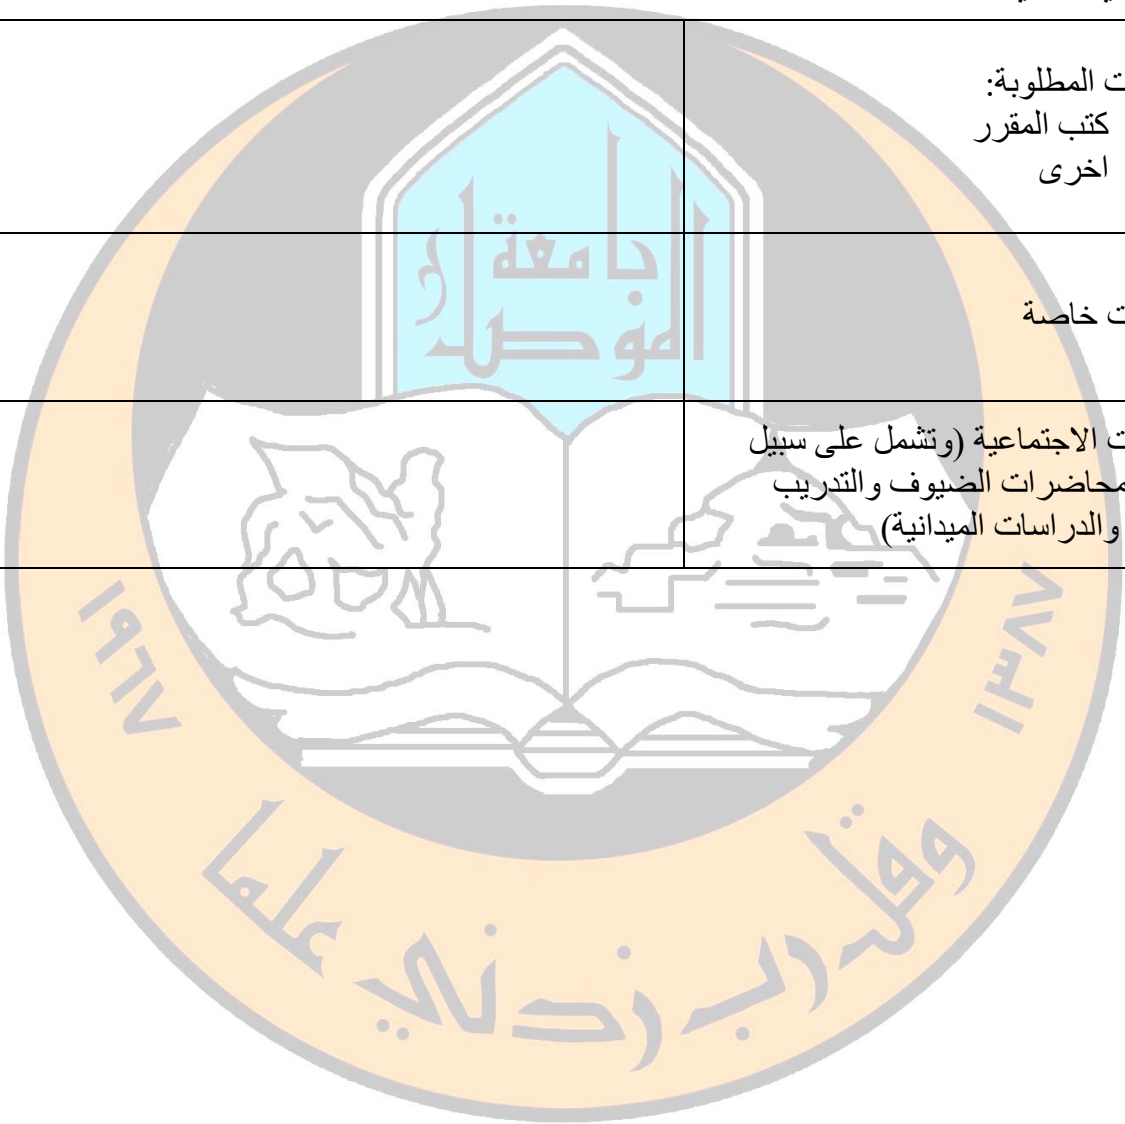 ت المطلوبة:
كتب المقرر
اخرى
ت خاصة
ت الاجتماعية (وتشمل على سبيل
محاضرات الضيوف والتدريب
والدراسات الميدانية)
جامعة
الموصل
١٩٦٧
١٣٨٧
وقل رب زدني علما